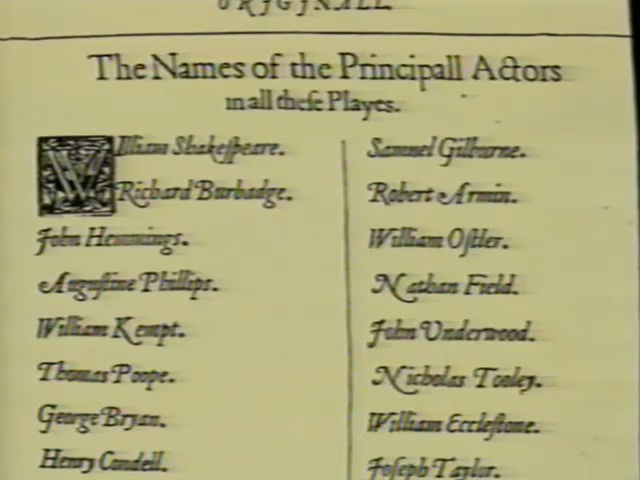 ORIGINALL.
The Names of the Principall Actors
in all theſe Playes.
William Shakeſpeare.
Richard Burbadge.
John Hemmings.
Auguſtine Phillips.
William Kempt.
Thomas Poope.
George Bryan.
Henry Condell.
Samuel Gilburne.
Robert Armin.
William Oſtler.
Nathan Field.
John Underwood.
Nicholas Tooley.
William Eccleſtone.
Joſeph Taylor.